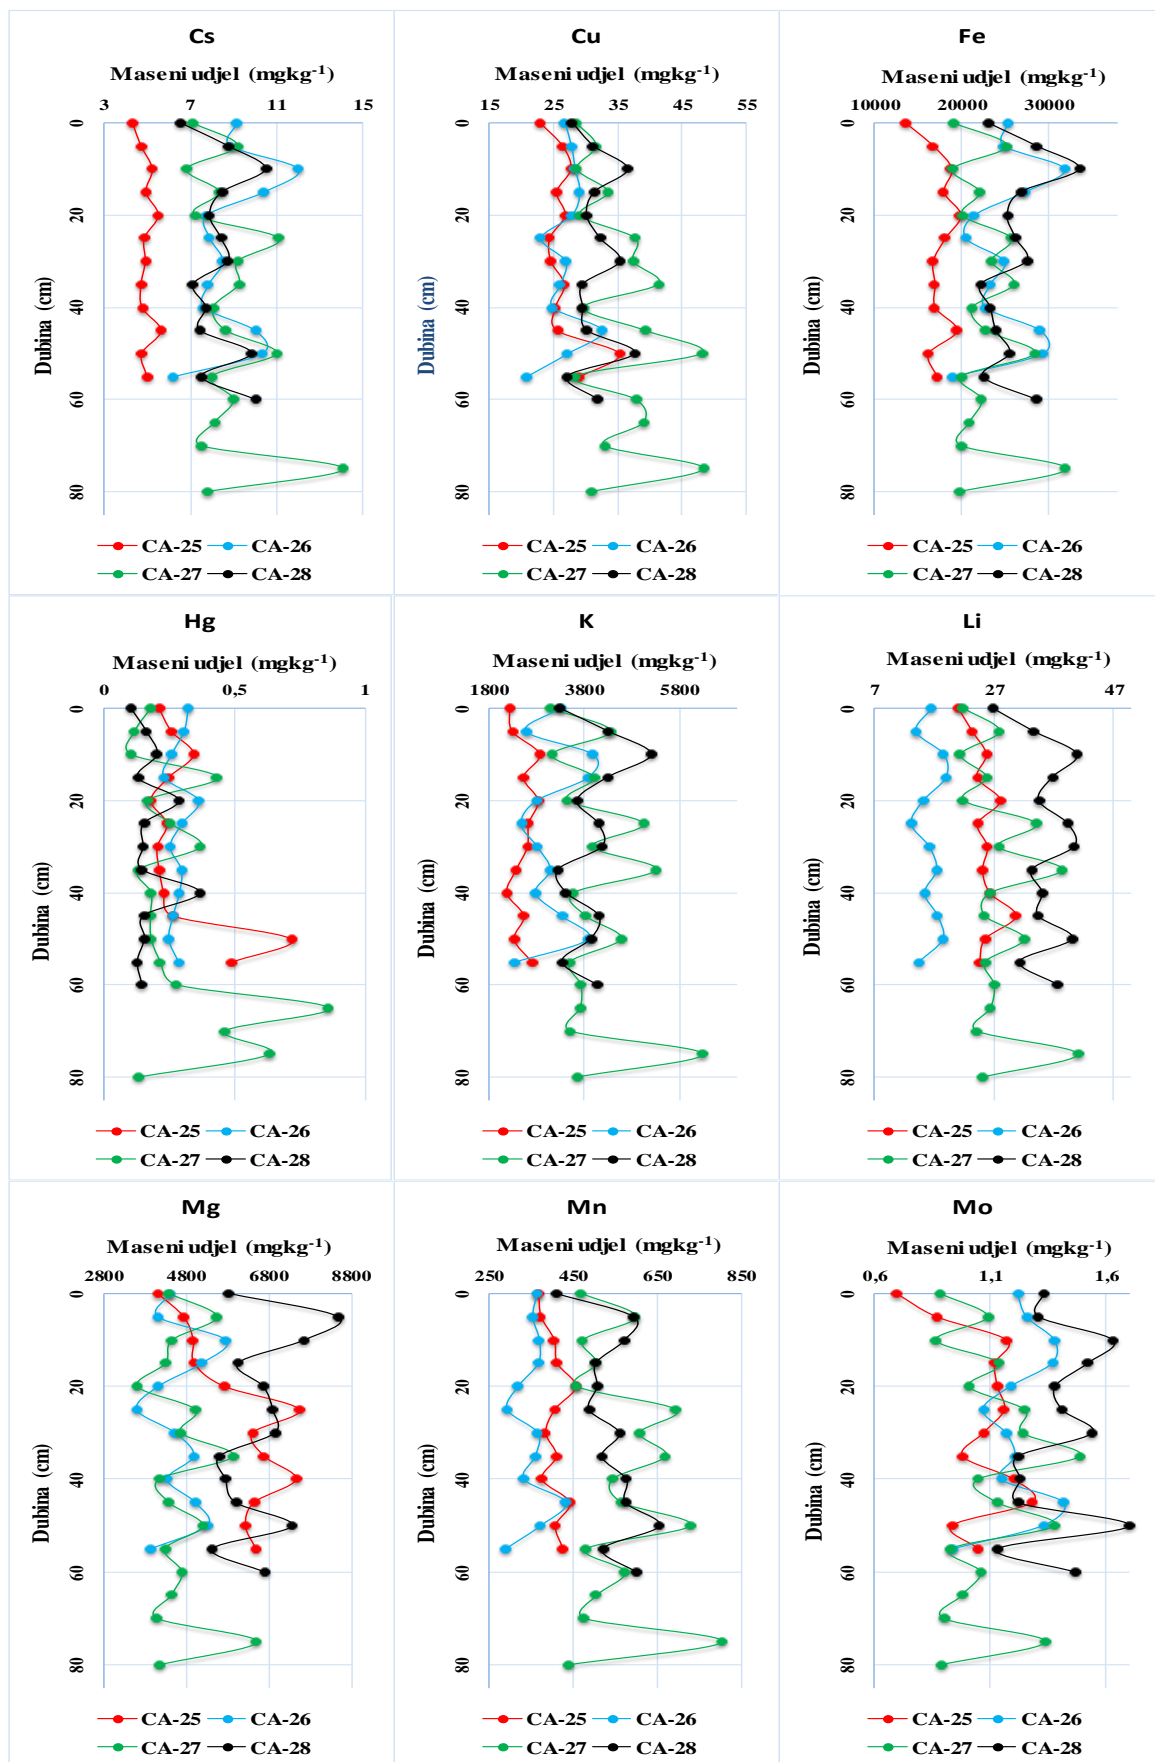 Cs
Maseni udjel (mgkg⁻¹)
3 7 11 15
0
20
40
60
80
Dubina (cm)
CA-25 CA-26
CA-27 CA-28
Cu
Maseni udjel (mgkg⁻¹)
15 25 35 45 55
0
20
40
60
80
Dubina (cm)
CA-25 CA-26
CA-27 CA-28
Fe
Maseni udjel (mgkg⁻¹)
10000 20000 30000
0
20
40
60
80
Dubina (cm)
CA-25 CA-26
CA-27 CA-28
Hg
Maseni udjel (mgkg⁻¹)
0 0,5 1
0
20
40
60
80
Dubina (cm)
CA-25 CA-26
CA-27 CA-28
K
Maseni udjel (mgkg⁻¹)
1800 3800 5800
0
20
40
60
80
Dubina (cm)
CA-25 CA-26
CA-27 CA-28
Li
Maseni udjel (mgkg⁻¹)
7 27 47
0
20
40
60
80
Dubina (cm)
CA-25 CA-26
CA-27 CA-28
Mg
Maseni udjel (mgkg⁻¹)
2800 4800 6800 8800
0
20
40
60
80
Dubina (cm)
CA-25 CA-26
CA-27 CA-28
Mn
Maseni udjel (mgkg⁻¹)
250 450 650 850
0
20
40
60
80
Dubina (cm)
CA-25 CA-26
CA-27 CA-28
Mo
Maseni udjel (mgkg⁻¹)
0,6 1,1 1,6
0
20
40
60
80
Dubina (cm)
CA-25 CA-26
CA-27 CA-28